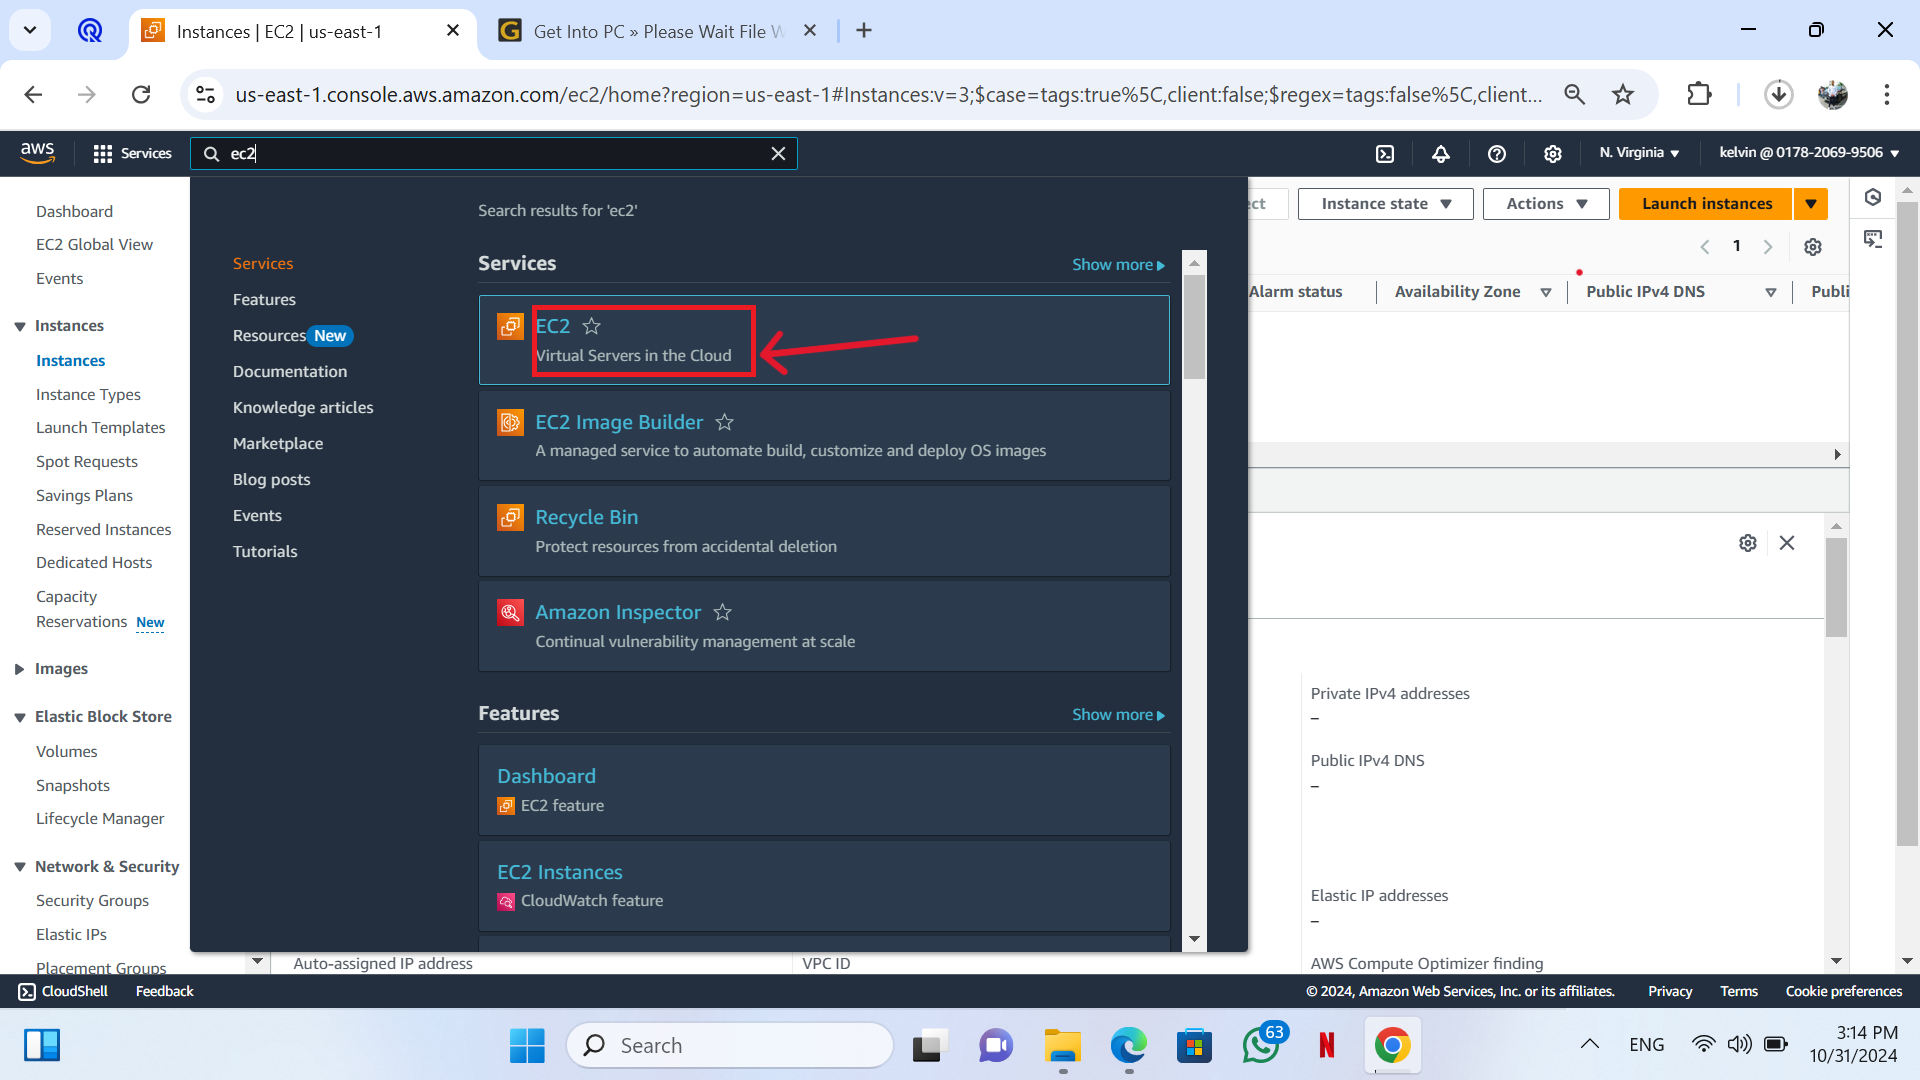 Instances | EC2 | us-east-1
Get Into PC » Please Wait File W
us-east-1.console.aws.amazon.com/ec2/home?region=us-east-1#Instances:v=3;$case=tags:true%5C,client:false;$regex=tags:false%5C,client...
aws
Services
ec2
N. Virginia
kelvin @ 0178-2069-9506
Dashboard
EC2 Global View
Events
Instances
Instances
Instance Types
Launch Templates
Spot Requests
Savings Plans
Reserved Instances
Dedicated Hosts
Capacity
Reservations New
Images
Elastic Block Store
Volumes
Snapshots
Lifecycle Manager
Network & Security
Security Groups
Elastic IPs
Placement Groups
Search results for 'ec2'
Services
Features
Resources New
Documentation
Knowledge articles
Marketplace
Blog posts
Events
Tutorials
Services
Show more
EC2
Virtual Servers in the Cloud
EC2 Image Builder
A managed service to automate build, customize and deploy OS images
Recycle Bin
Protect resources from accidental deletion
Amazon Inspector
Continual vulnerability management at scale
Features
Show more
Dashboard
EC2 feature
EC2 Instances
CloudWatch feature
ect
Instance state
Actions
Launch instances
1
Alarm status
Availability Zone
Public IPv4 DNS
Publi
Private IPv4 addresses
–
Public IPv4 DNS
–
Elastic IP addresses
–
Auto-assigned IP address
VPC ID
AWS Compute Optimizer finding
CloudShell
Feedback
© 2024, Amazon Web Services, Inc. or its affiliates.
Privacy
Terms
Cookie preferences
Search
63
N
ENG
3:14 PM
10/31/2024